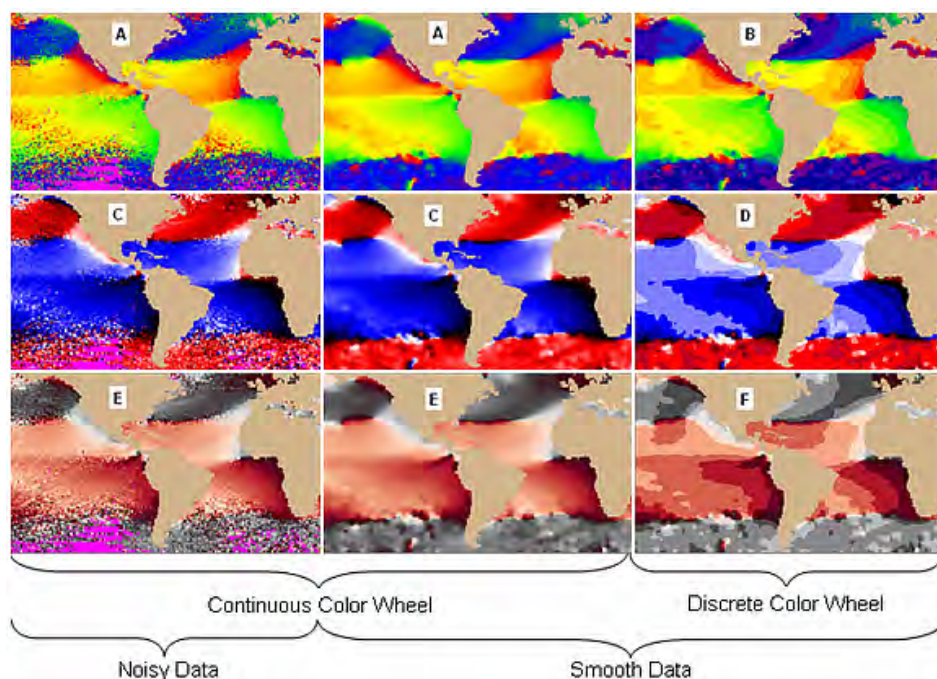 A A B
C C D
E E F
Continuous Color Wheel Discrete Color Wheel
Noisy Data Smooth Data